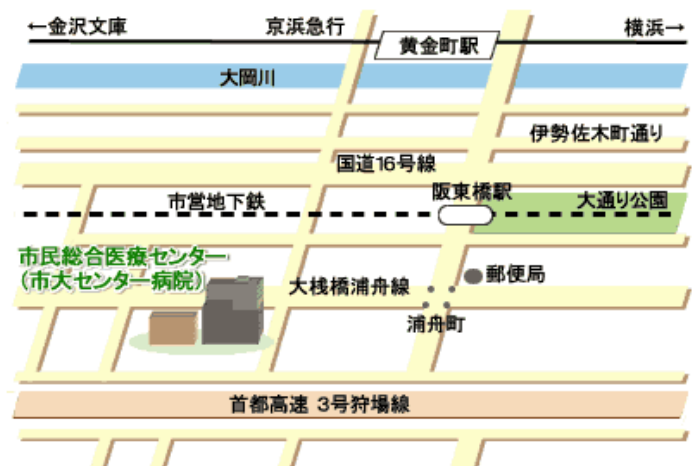 ←金沢文庫
京浜急行
横浜→
黄金町駅
大岡川
伊勢佐木町通り
国道16号線
市営地下鉄
阪東橋駅
大通り公園
市民総合医療センター
（市大センター病院）
大桟橋浦舟線
郵便局
浦舟町
首都高速 3号狩場線